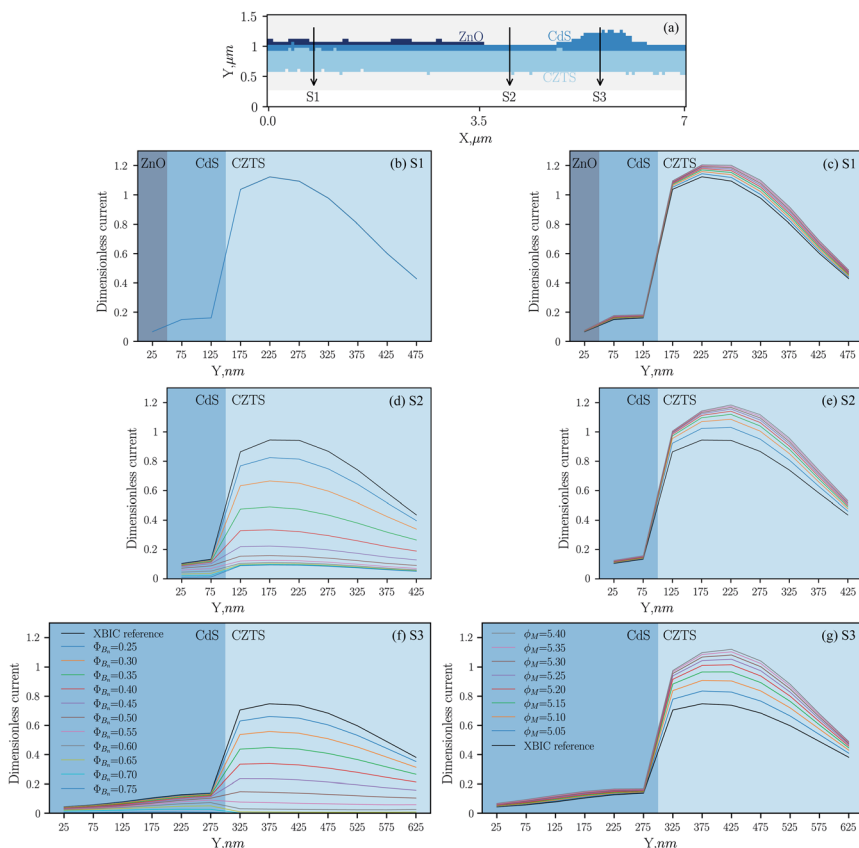 (a)
1.5
1
0.5
0
Y,μm
ZnO
CdS
CZTS
S1
S2
S3
0.0
3.5
7
X,μm
ZnO
CdS
CZTS
(b) S1
1.2
1
0.8
0.6
0.4
0.2
0
Dimensionless current
25 75 125 175 225 275 325 375 425 475
Y,nm
ZnO
CdS
CZTS
(c) S1
1.2
1
0.8
0.6
0.4
0.2
0
Dimensionless current
25 75 125 175 225 275 325 375 425 475
Y,nm
CdS
CZTS
(d) S2
1.2
1
0.8
0.6
0.4
0.2
0
Dimensionless current
25 75 125 175 225 275 325 375 425
Y,nm
CdS
CZTS
(e) S2
1.2
1
0.8
0.6
0.4
0.2
0
Dimensionless current
25 75 125 175 225 275 325 375 425
Y,nm
XBIC reference
Φ_Bn=0.25
Φ_Bn=0.30
Φ_Bn=0.35
Φ_Bn=0.40
Φ_Bn=0.45
Φ_Bn=0.50
Φ_Bn=0.55
Φ_Bn=0.60
Φ_Bn=0.65
Φ_Bn=0.70
Φ_Bn=0.75
CdS
CZTS
(f) S3
1.2
1
0.8
0.6
0.4
0.2
0
Dimensionless current
25 75 125 175 225 275 325 375 425 475 525 575 625
Y,nm
ϕM=5.40
ϕM=5.35
ϕM=5.30
ϕM=5.25
ϕM=5.20
ϕM=5.15
ϕM=5.10
ϕM=5.05
XBIC reference
CdS
CZTS
(g) S3
1.2
1
0.8
0.6
0.4
0.2
0
Dimensionless current
25 75 125 175 225 275 325 375 425 475 525 575 625
Y,nm